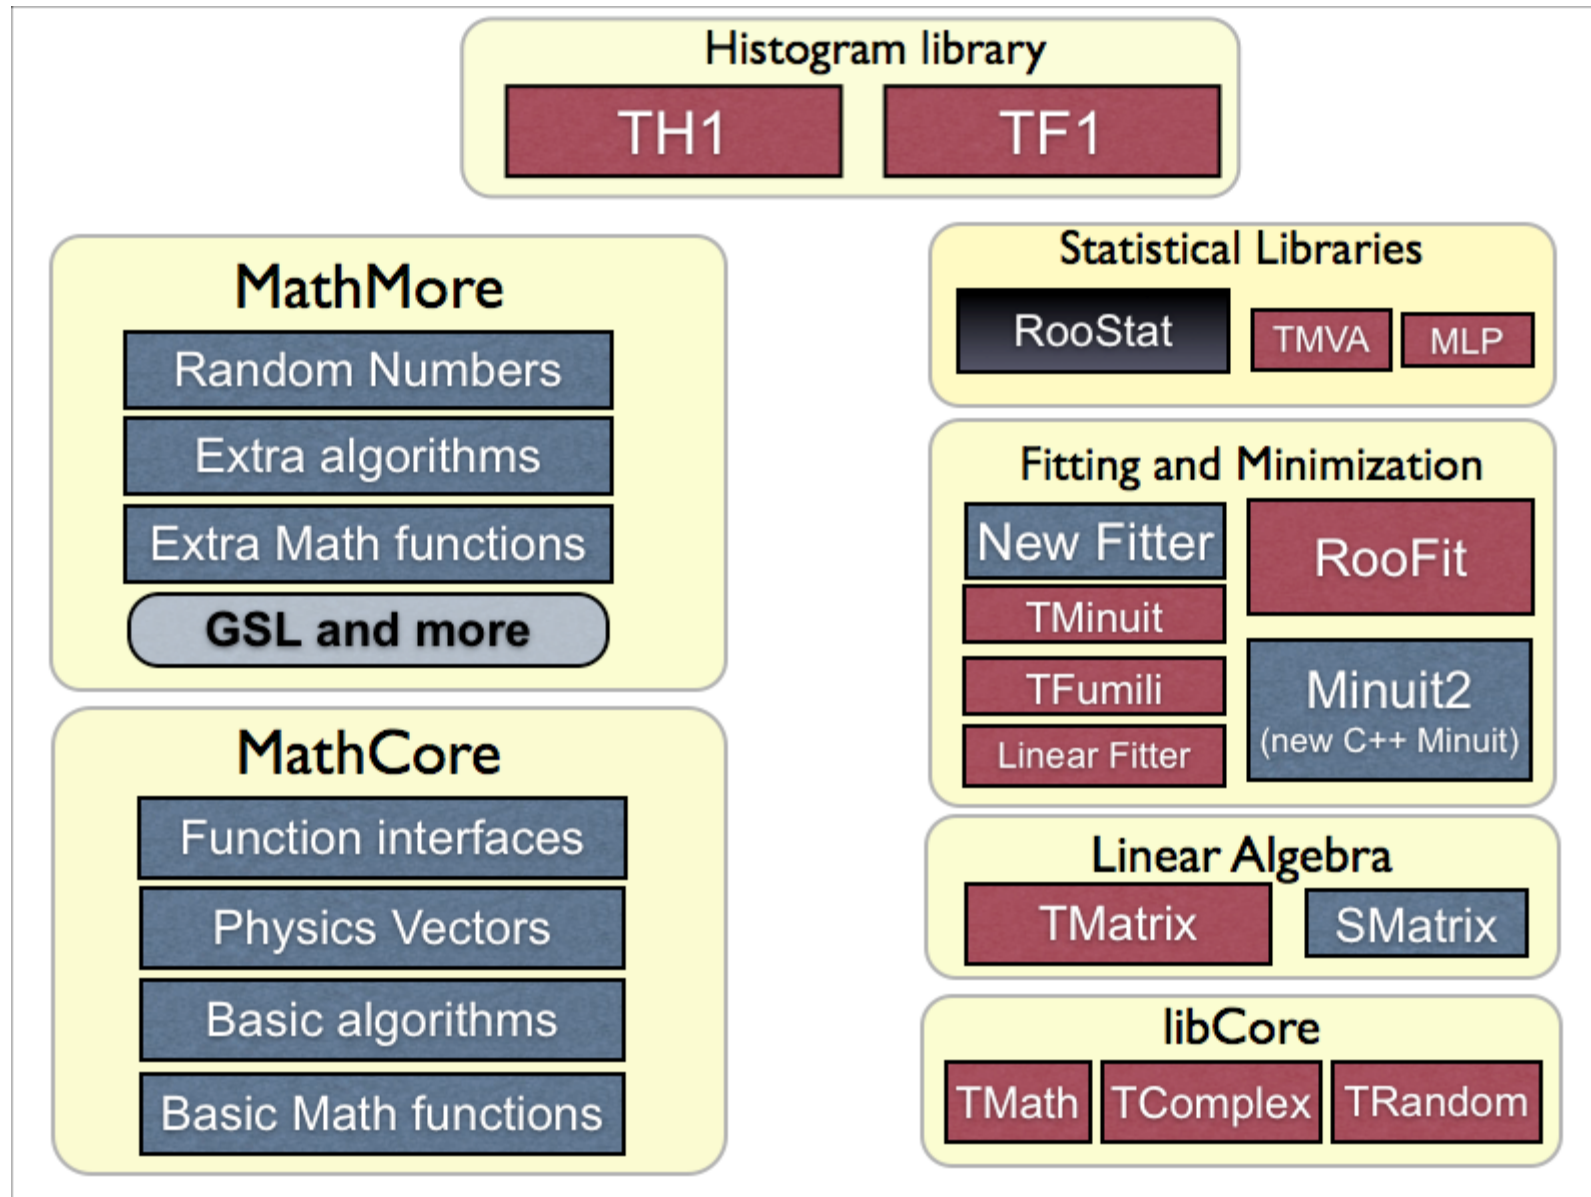 Histogram library
TH1
TF1
MathMore
Random Numbers
Extra algorithms
Extra Math functions
GSL and more
MathCore
Function interfaces
Physics Vectors
Basic algorithms
Basic Math functions
Statistical Libraries
RooStat
TMVA
MLP
Fitting and Minimization
New Fitter
TMinuit
TFumili
Linear Fitter
RooFit
Minuit2
(new C++ Minuit)
Linear Algebra
TMatrix
SMatrix
libCore
TMath
TComplex
TRandom